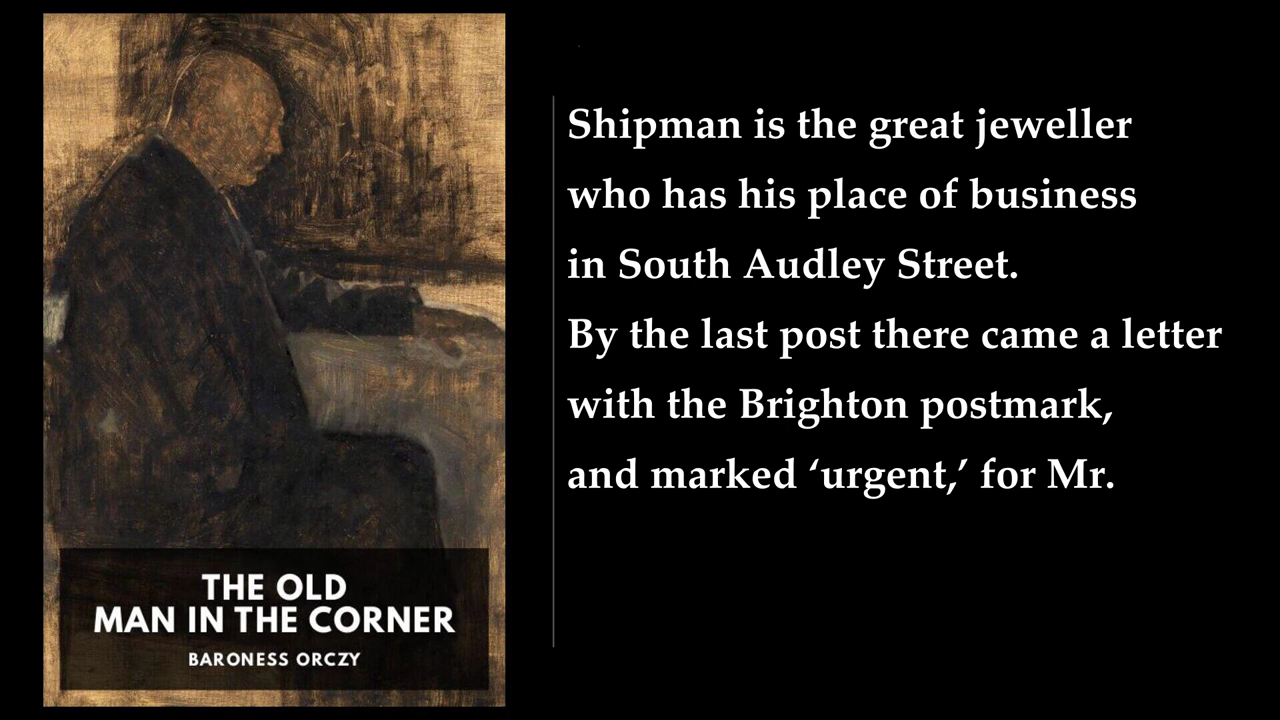 Shipman is the great jeweller
who has his place of business
in South Audley Street.
By the last post there came a letter
with the Brighton postmark,
and marked ‘urgent,’ for Mr.
THE OLD
MAN IN THE CORNER
BARONESS ORCZY